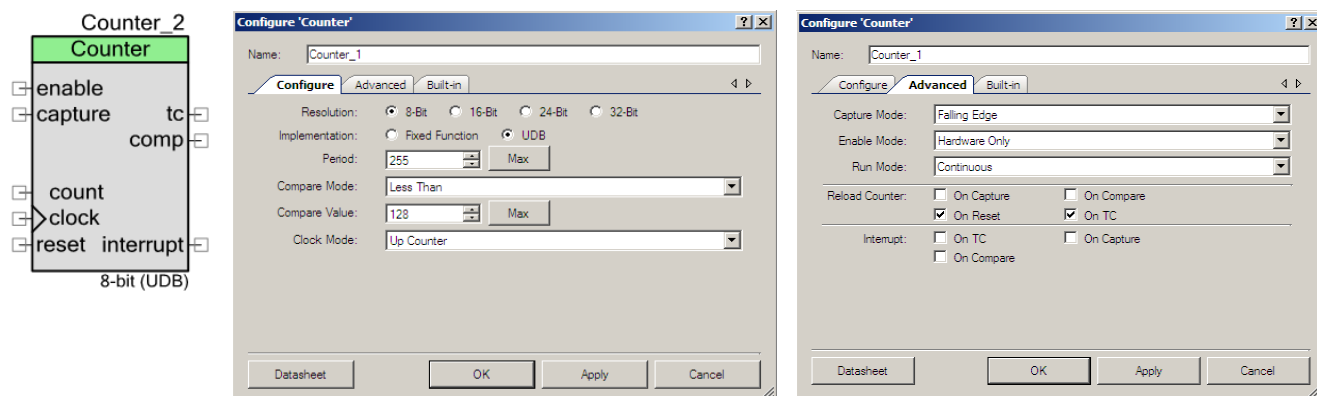 Counter_2
Counter
enable
capture
tc
comp
count
clock
reset
interrupt
8-bit (UDB)
Configure 'Counter'
Name: Counter_1
Configure Advanced Built-in
Resolution: 8-Bit 16-Bit 24-Bit 32-Bit
Implementation: Fixed Function UDB
Period: 255 Max
Compare Mode: Less Than
Compare Value: 128 Max
Clock Mode: Up Counter
Datasheet OK Apply Cancel
Configure 'Counter'
Name: Counter_1
Configure Advanced Built-in
Capture Mode: Falling Edge
Enable Mode: Hardware Only
Run Mode: Continuous
Reload Counter: On Capture On Compare
On Reset On TC
Interrupt: On TC On Capture
On Compare
Datasheet OK Apply Cancel